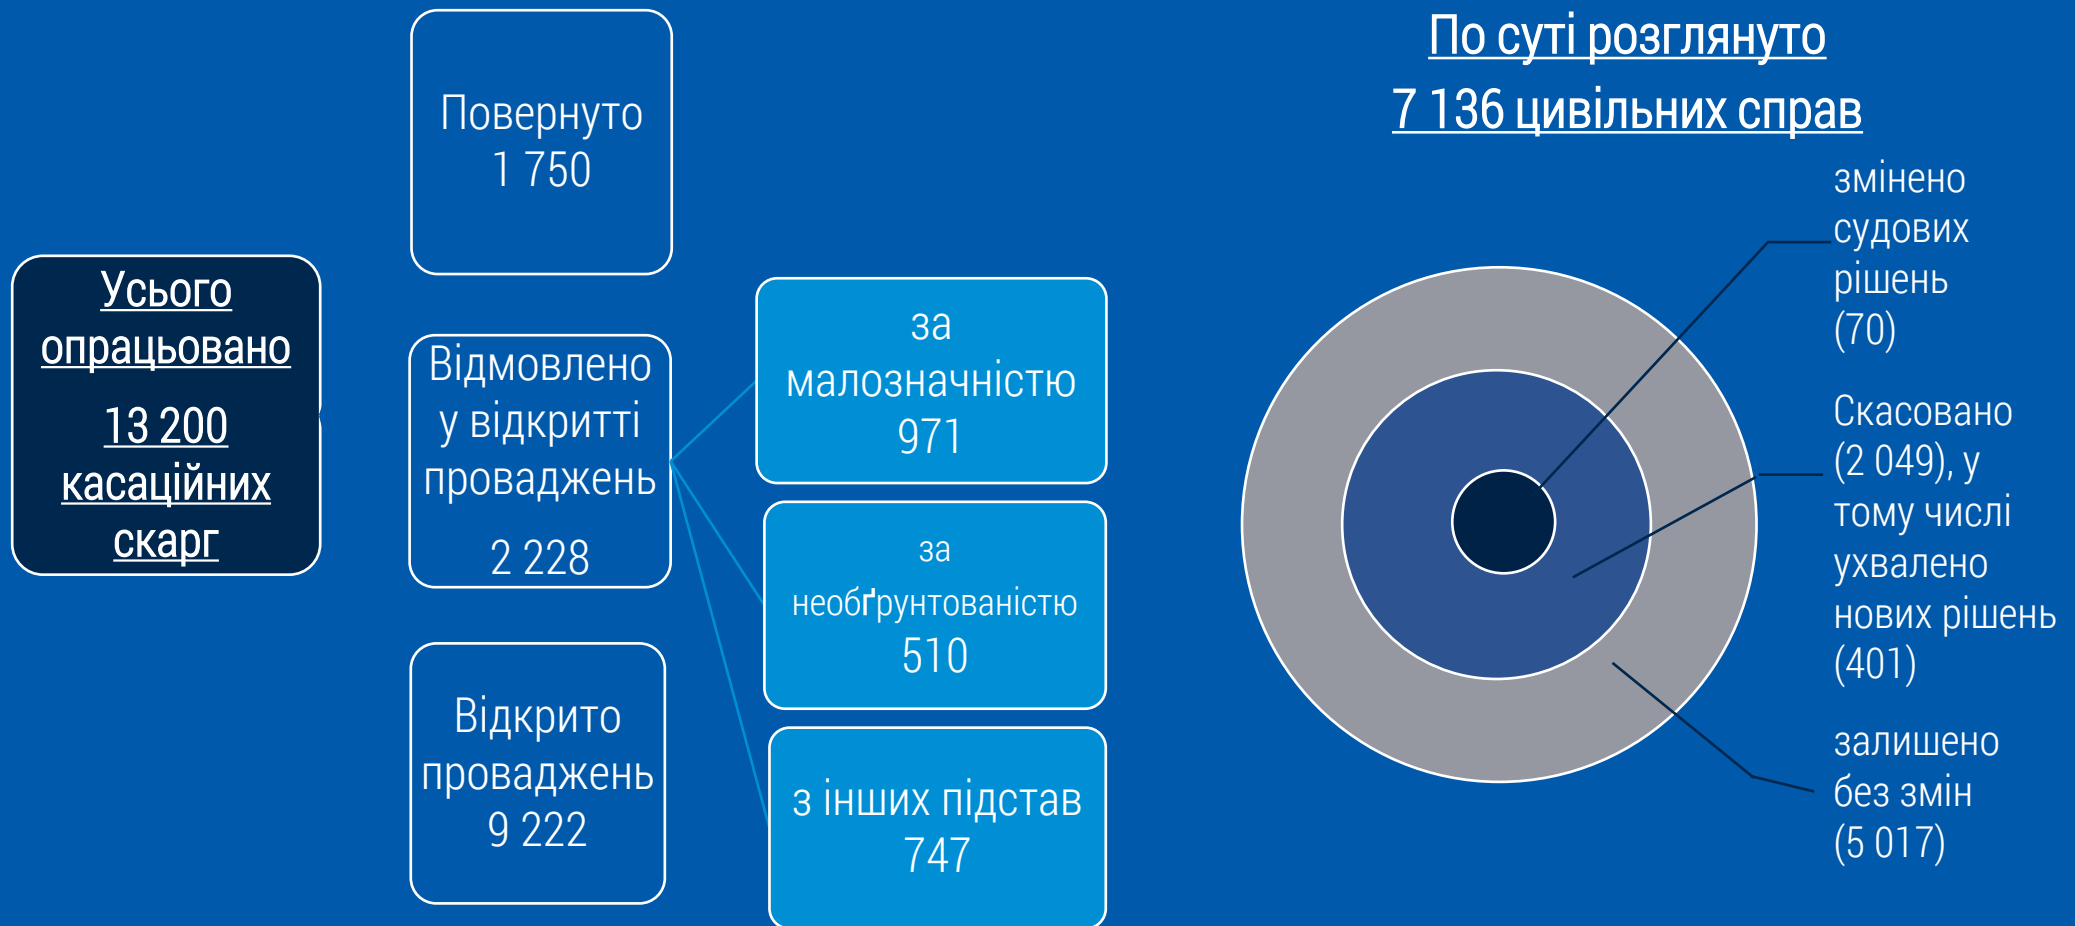 Усього
опрацьовано
13 200
касаційних
скарг
Повернуто
1 750
Відмовлено
у відкритті
проваджень
2 228
Відкрито
проваджень
9 222
за
малозначністю
971
за
необґрунтованістю
510
з інших підстав
747
По суті розглянуто
7 136 цивільних справ
змінено
судових
рішень
(70)
Скасовано
(2 049), у
тому числі
ухвалено
нових рішень
(401)
залишено
без змін
(5 017)